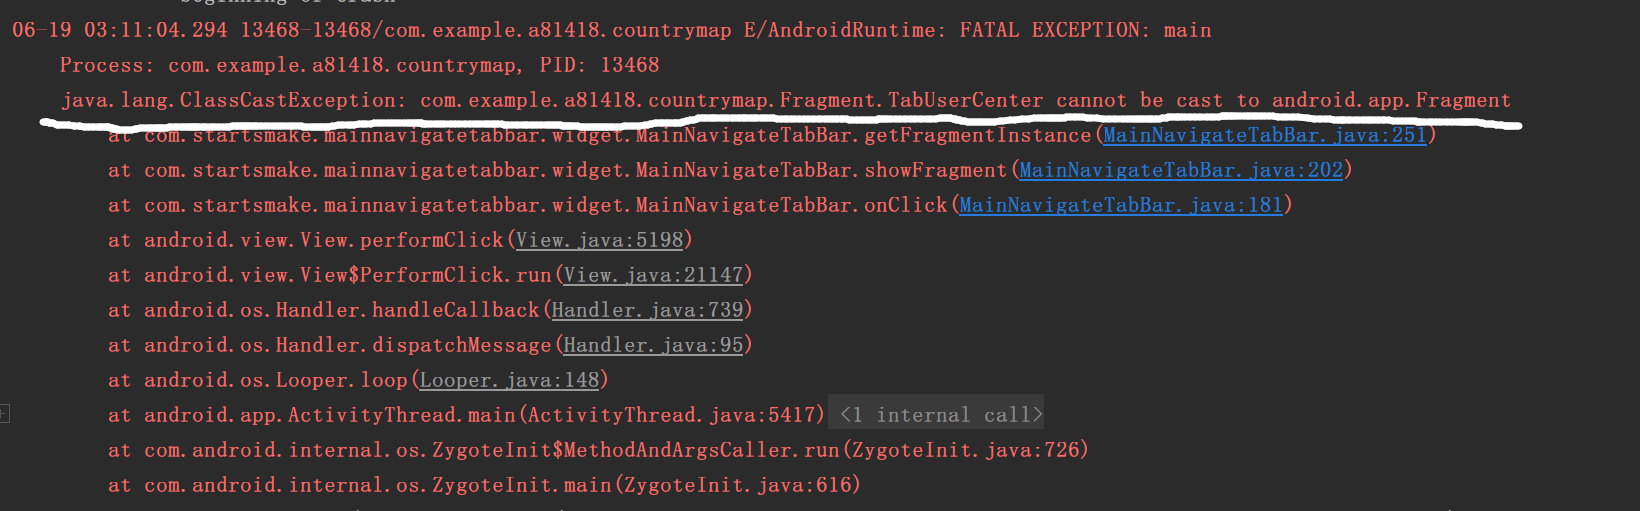 06-19 03:11:04.294 13468-13468/com.example.a81418.countrymap E/AndroidRuntime: FATAL EXCEPTION: main
Process: com.example.a81418.countrymap, PID: 13468
java.lang.ClassCastException: com.example.a81418.countrymap.Fragment.TabUserCenter cannot be cast to android.app.Fragment
at com.startsmake.mainnavigatetabbar.widget.MainNavigateTabBar.getFragmentInstance(MainNavigateTabBar.java:251)
at com.startsmake.mainnavigatetabbar.widget.MainNavigateTabBar.showFragment(MainNavigateTabBar.java:202)
at com.startsmake.mainnavigatetabbar.widget.MainNavigateTabBar.onClick(MainNavigateTabBar.java:181)
at android.view.View.performClick(View.java:5198)
at android.view.View$PerformClick.run(View.java:21147)
at android.os.Handler.handleCallback(Handler.java:739)
at android.os.Handler.dispatchMessage(Handler.java:95)
at android.os.Looper.loop(Looper.java:148)
at android.app.ActivityThread.main(ActivityThread.java:5417) <1 internal call>
at com.android.internal.os.ZygoteInit$MethodAndArgsCaller.run(ZygoteInit.java:726)
at com.android.internal.os.ZygoteInit.main(ZygoteInit.java:616)